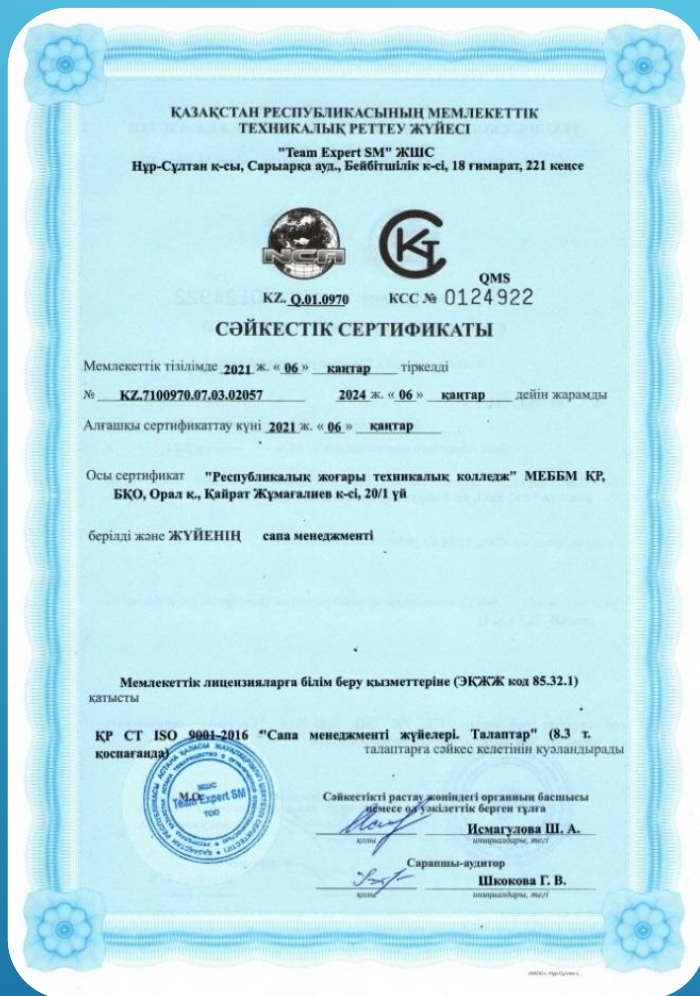 ҚАЗАҚСТАН РЕСПУБЛИКАСЫНЫҢ МЕМЛЕКЕТТІК
ТЕХНИКАЛЫҚ РЕТТЕУ ЖҮЙЕСІ
"Team Expert SM" ЖШС
Нұр-Сұлтан қ-сы, Сарыарқа ауд., Бейбітшілік к-сі, 18 ғимарат, 221 кеңсе
NCA
QMS
KZ. Q.01.0970 КСС № 0124922
СӘЙКЕСТІК СЕРТИФИКАТЫ
Мемлекеттік тізілімде 2021 ж. « 06 » қаңтар тіркелді
№ KZ.7100970.07.03.02057 2024 ж. « 06 » қаңтар дейін жарамды
Алғашқы сертификаттау күні 2021 ж. « 06 » қаңтар
Осы сертификат "Республикалық жоғары техникалық колледж" МЕББМ ҚР,
БҚО, Орал қ., Қайрат Жұмағалиев к-сі, 20/1 үй
берілді және ЖҮЙЕНІҢ сапа менеджменті
Мемлекеттік лицензияларға білім беру қызметтеріне (ЭҚЖЖ код 85.32.1)
қатысты
ҚР СТ ISO 9001-2016 "Сапа менеджменті жүйелері. Талаптар" (8.3 т.
қоспағанда) талаптарға сәйкес келетінін куәландырады
М.О.
ЖШС
Team Expert SM
ТОО
Сәйкестікті растау жөніндегі органның басшысы
немесе ол уәкілеттік берген тұлға
Исмагулова Ш. А.
қолы инициалдары, тегі
Сарапшы-аудитор
Шкокова Г. В.
қолы инициалдары, тегі